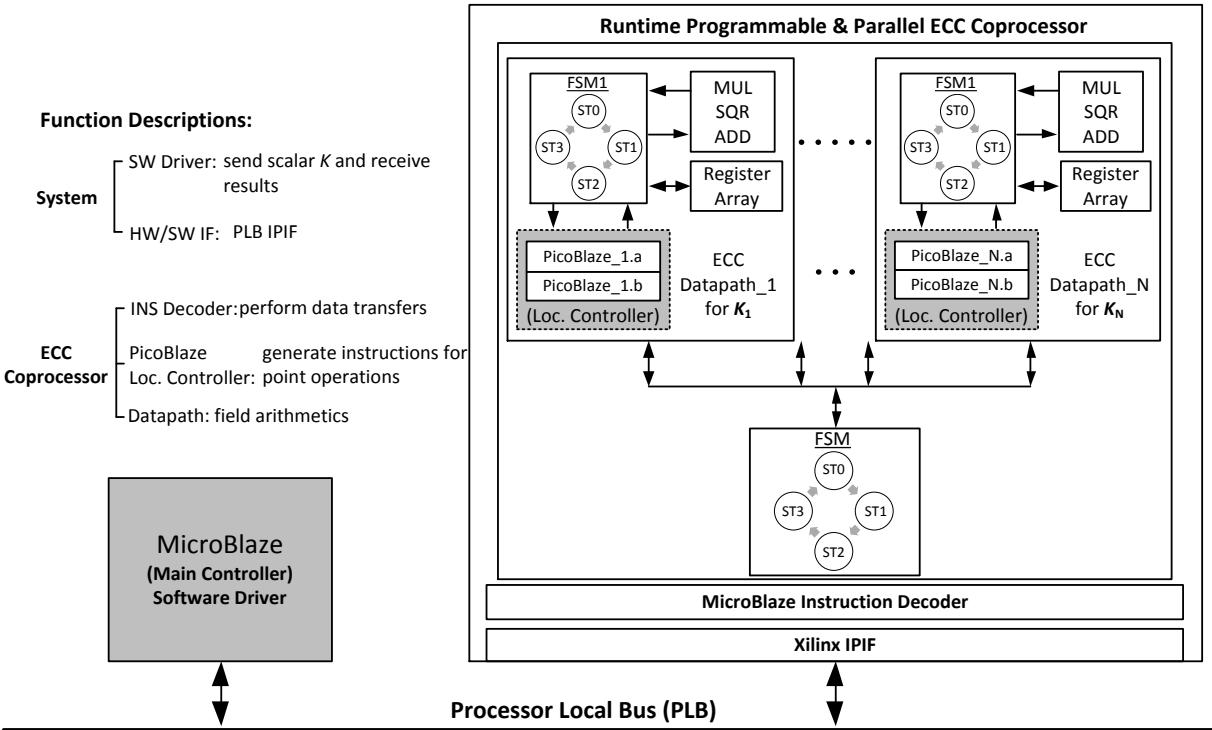 Runtime Programmable & Parallel ECC Coprocessor
FSM1
ST0
ST3
ST1
ST2
MUL
SQR
ADD
Register
Array
PicoBlaze_1.a
PicoBlaze_1.b
(Loc. Controller)
ECC
Datapath_1
for K1
FSM1
ST0
ST3
ST1
ST2
MUL
SQR
ADD
Register
Array
PicoBlaze_N.a
PicoBlaze_N.b
(Loc. Controller)
ECC
Datapath_N
for KN
Function Descriptions:
System
SW Driver: send scalar K and receive
results
HW/SW IF: PLB IPIF
ECC
Coprocessor
INS Decoder: perform data transfers
PicoBlaze generate instructions for
Loc. Controller: point operations
Datapath: field arithmetics
FSM
ST0
ST3
ST1
ST2
MicroBlaze
(Main Controller)
Software Driver
MicroBlaze Instruction Decoder
Xilinx IPIF
Processor Local Bus (PLB)